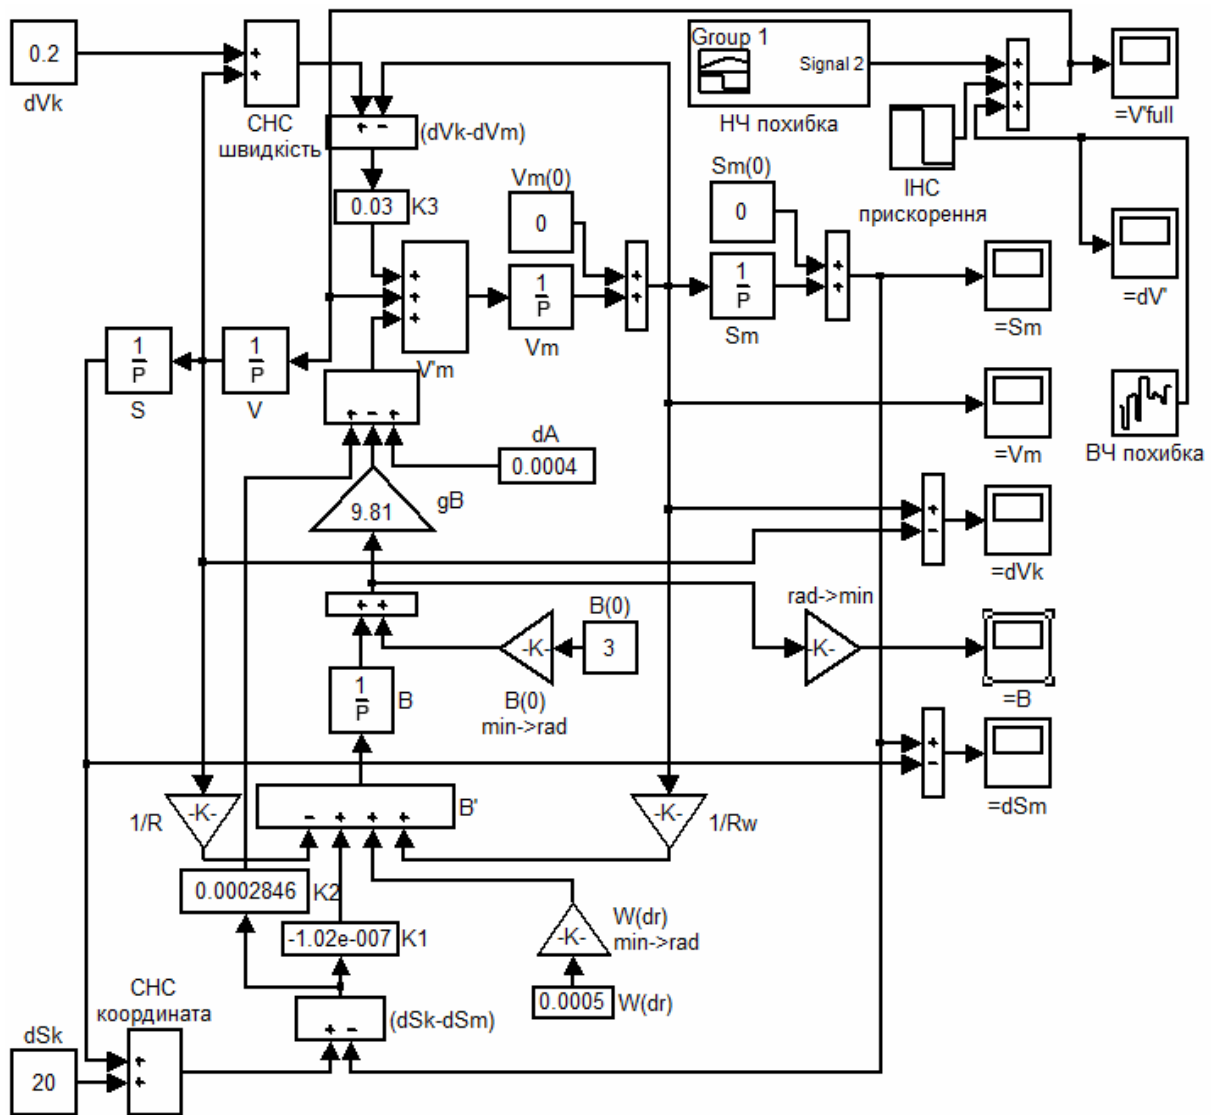 0.2
dVk
СНС
швидкість
+
+
+ -
(dVk-dVm)
0.03
K3
Group 1
Signal 2
НЧ похибка
+
+
+
=V'full
ІНС
прискорення
=dV'
ВЧ похибка
Vm(0)
0
Sm(0)
0
+
+
+
V'm
1
P
Vm
+
+
1
P
Sm
+
+
=Sm
1
P
S
1
P
V
+ - +
dA
0.0004
=Vm
9.81
gB
+
-
=dVk
+ +
B(0)
3
-K-
B(0)
min->rad
rad->min
-K-
=B
1
P
B
+
-
=dSm
1/R
-K-
- + + +
B'
-K-
1/Rw
0.0002846
K2
-1.02e-007
K1
-K-
W(dr)
min->rad
0.0005
W(dr)
+ -
(dSk-dSm)
СНС
координата
dSk
20
+
+